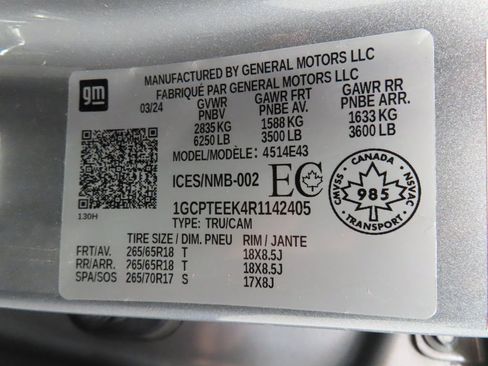 MANUFACTURED BY GENERAL MOTORS LLC
FABRIQUÉ PAR GENERAL MOTORS LLC
gm
03/24
GVWR GAWR FRT GAWR RR
PNBV PNBE AV. PNBE ARR.
2835 KG 1588 KG 1633 KG
6250 LB 3500 LB 3600 LB
MODEL/MODÈLE: 4514E43
ICES/NMB-002 EC
CANADA
CMVSS 985 NSVAC
1GCPTEEK4R1142405
130H
TYPE: TRU/CAM
TIRE SIZE / DIM. PNEU RIM / JANTE
FRT/AV. 265/65R18 T 18X8.5J
RR/ARR. 265/65R18 T 18X8.5J
SPA/SOS 265/70R17 S 17X8J